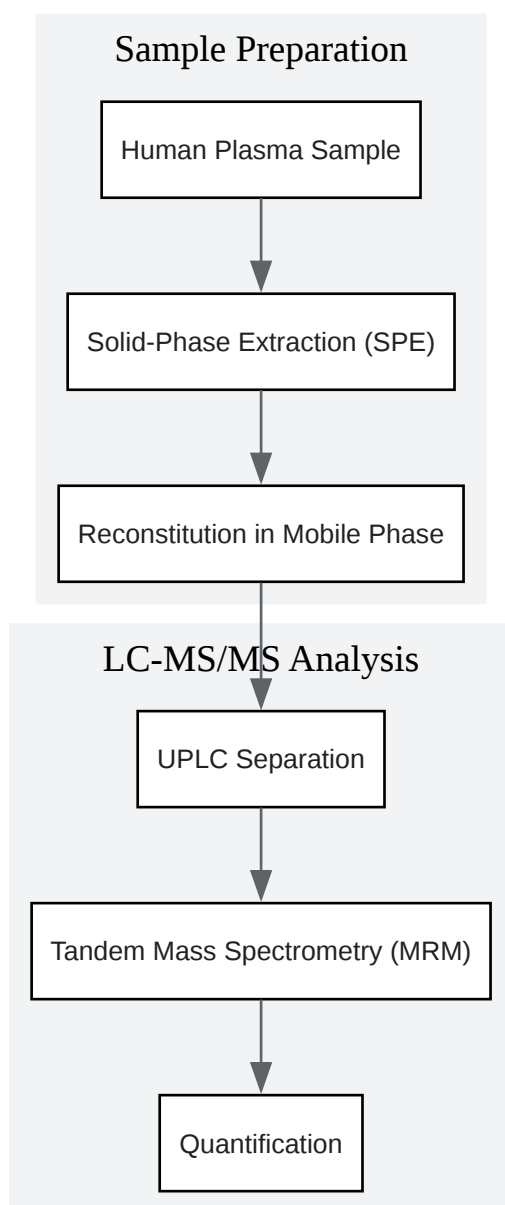 Sample Preparation
Human Plasma Sample
Solid-Phase Extraction (SPE)
Reconstitution in Mobile Phase
LC-MS/MS Analysis
UPLC Separation
Tandem Mass Spectrometry (MRM)
Quantification